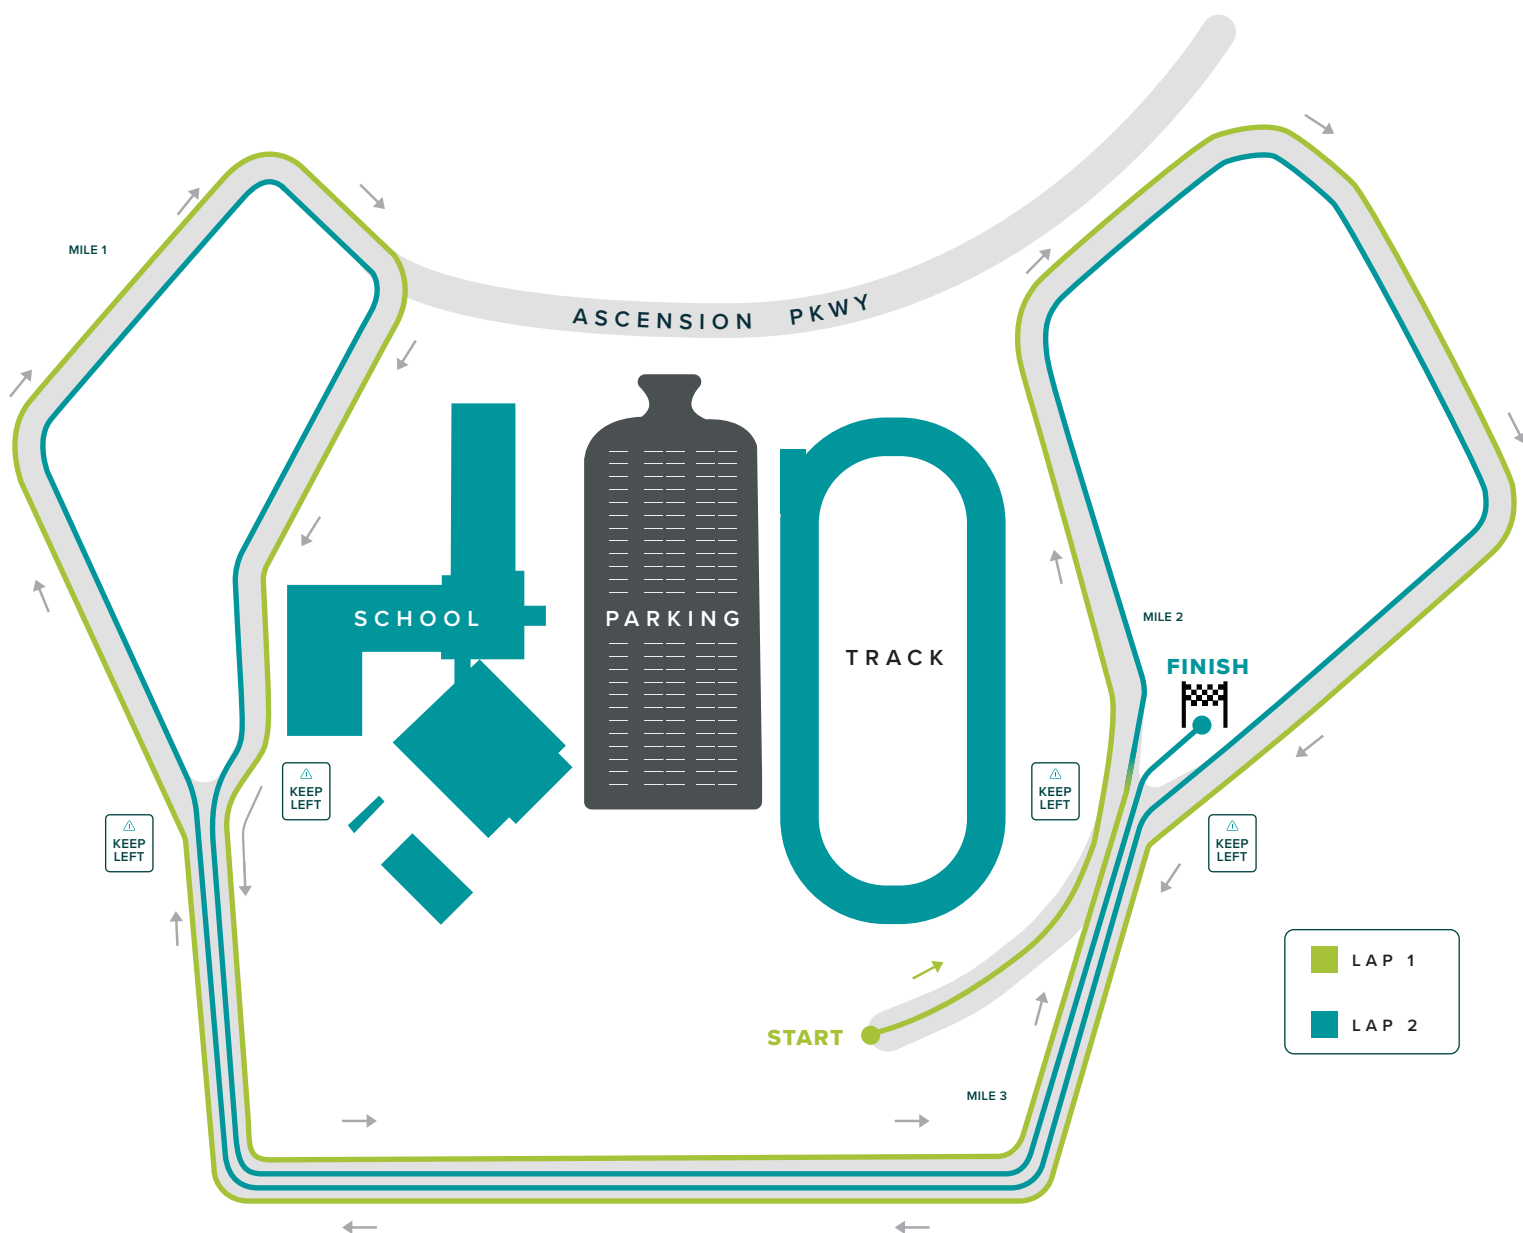 MILE 1
ASCENSION PKWY
SCHOOL
PARKING
TRACK
MILE 2
FINISH
KEEP
LEFT
KEEP
LEFT
KEEP
LEFT
KEEP
LEFT
LAP 1
LAP 2
START
MILE 3